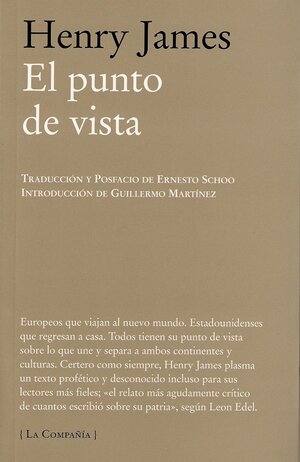 Henry James
El punto
de vista
Traducción y Posfacio de Ernesto Schoo
Introducción de Guillermo Martínez
Europeos que viajan al nuevo mundo. Estadounidenses
que regresan a casa. Todos tienen su punto de vista
sobre lo que une y separa a ambos continentes y
culturas. Certero como siempre, Henry James plasma
un texto profético y desconocido incluso para sus
lectores más fieles; «el relato más agudamente crítico
de cuantos escribió sobre su patria», según Leon Edel.
{ La Compañía }